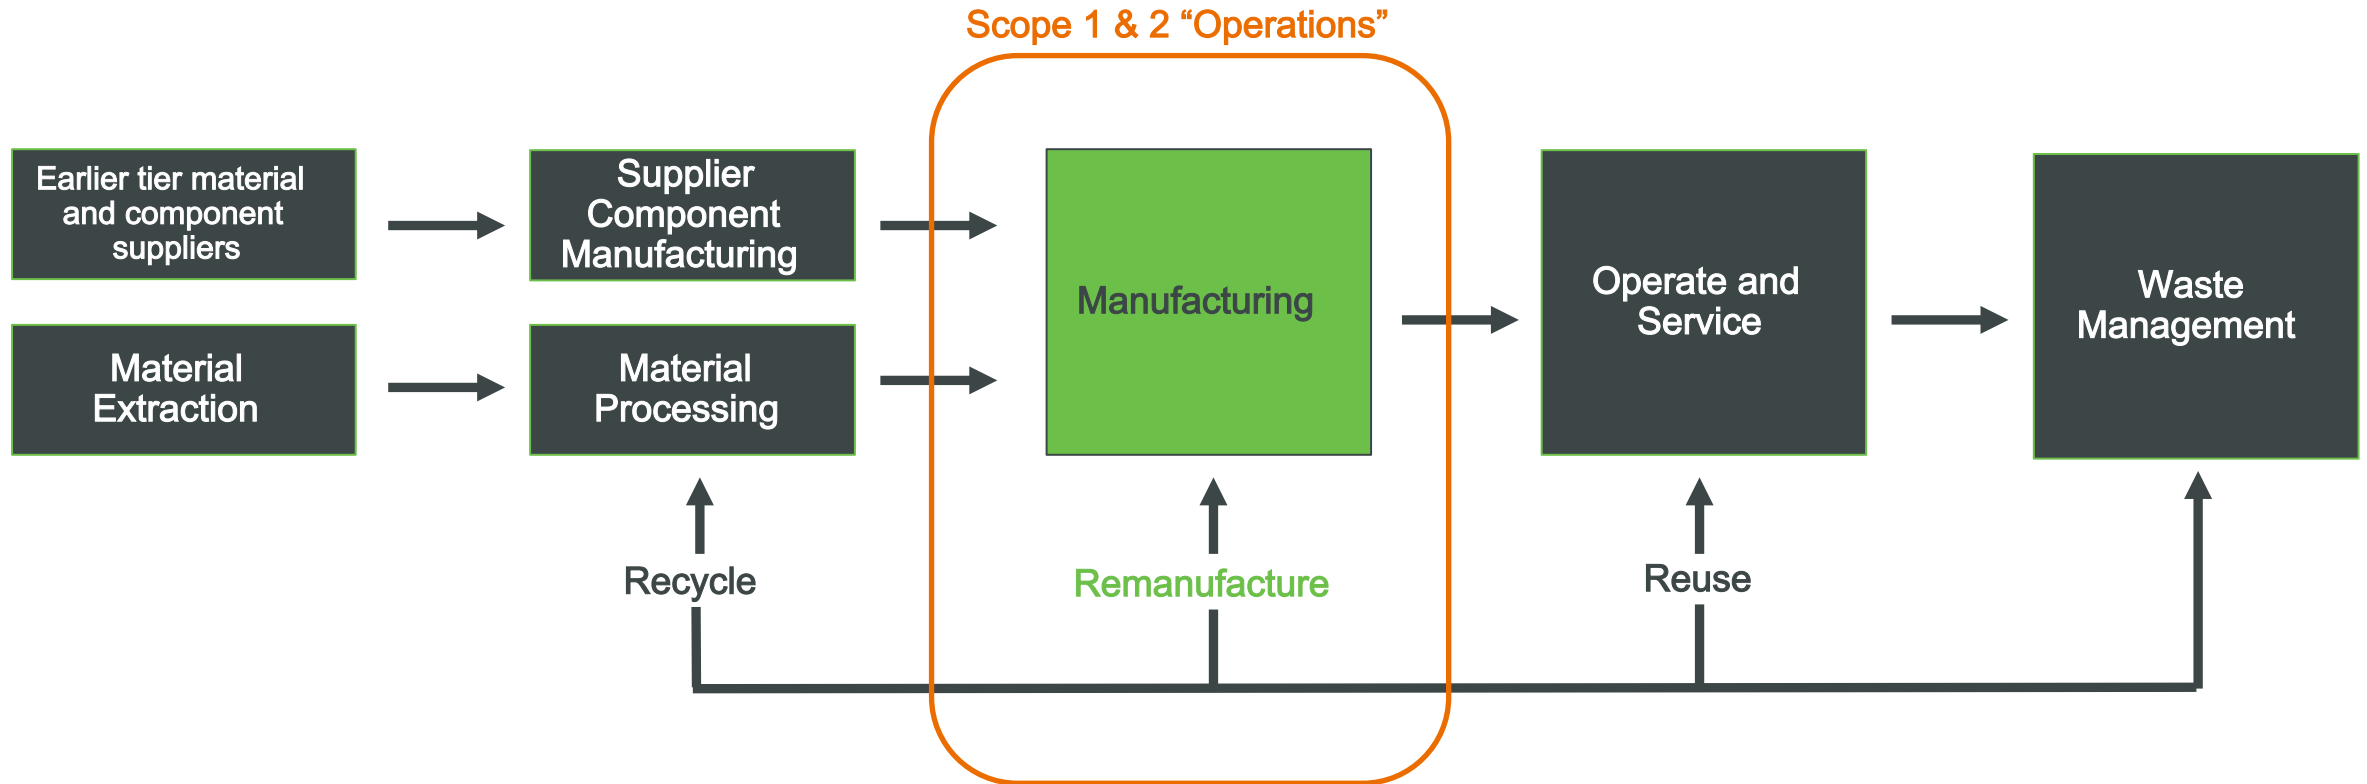 Scope 1 & 2 “Operations”
Earlier tier material
and component
suppliers
Supplier
Component
Manufacturing
Manufacturing
Operate and
Service
Waste
Management
Material
Extraction
Material
Processing
Recycle
Remanufacture
Reuse